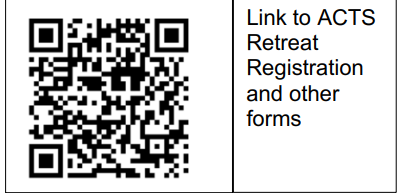 Link to ACTS
Retreat
Registration
and other
forms